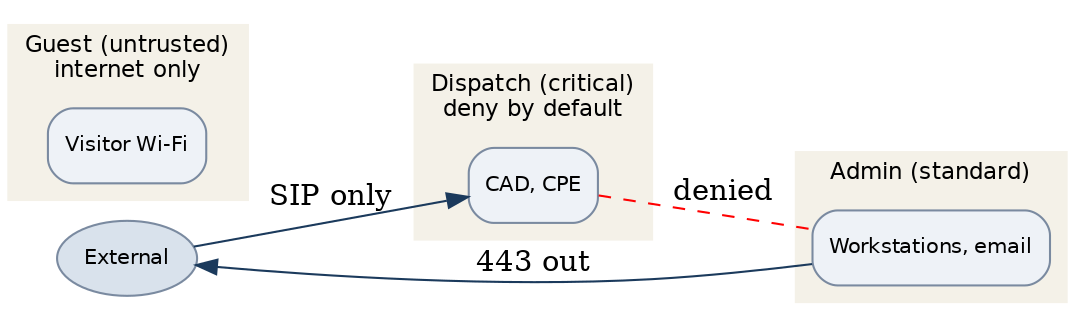 Guest (untrusted)
internet only
Visitor Wi-Fi
External
SIP only
Dispatch (critical)
deny by default
CAD, CPE
denied
443 out
Admin (standard)
Workstations, email